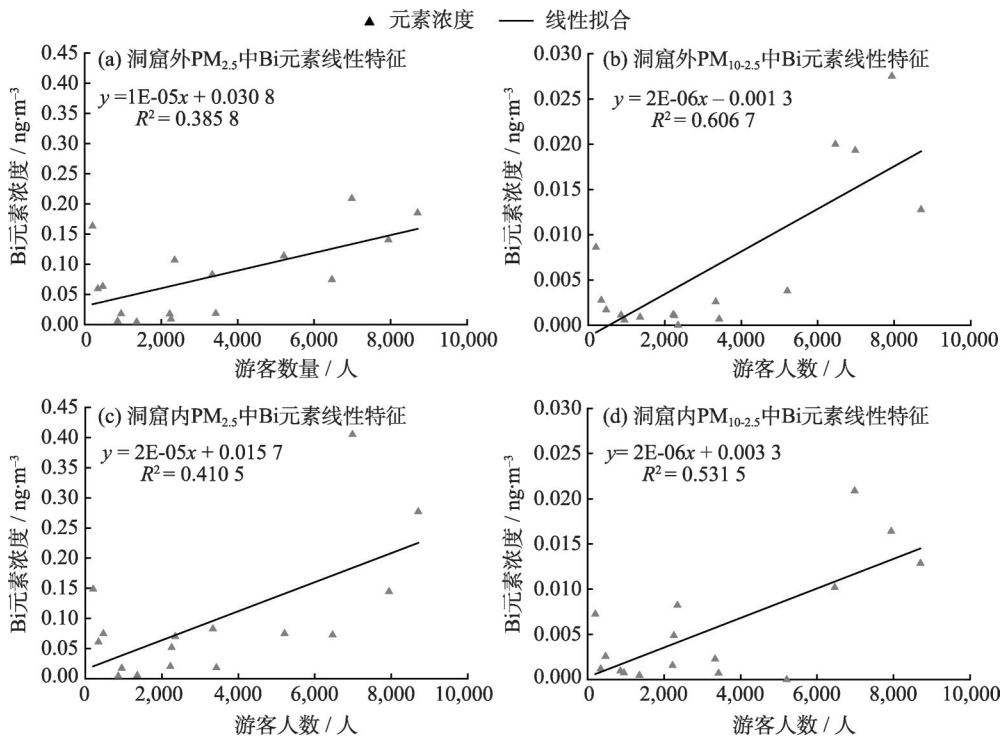 元素浓度 线性拟合
(a) 洞窟外PM2.5中Bi元素线性特征
y =1E-05x + 0.030 8
R² = 0.385 8
Bi元素浓度 / ng·m⁻³
0.45
0.40
0.35
0.30
0.25
0.20
0.15
0.10
0.05
0.00
0 2,000 4,000 6,000 8,000 10,000
游客数量 / 人
(b) 洞窟外PM10-2.5中Bi元素线性特征
y = 2E-06x – 0.001 3
R² = 0.606 7
Bi元素浓度 / ng·m⁻³
0.030
0.025
0.020
0.015
0.010
0.005
0.000
0 2,000 4,000 6,000 8,000 10,000
游客人数 / 人
(c) 洞窟内PM2.5中Bi元素线性特征
y = 2E-05x + 0.015 7
R² = 0.410 5
Bi元素浓度 / ng·m⁻³
0.45
0.40
0.35
0.30
0.25
0.20
0.15
0.10
0.05
0.00
0 2,000 4,000 6,000 8,000 10,000
游客人数 / 人
(d) 洞窟内PM10-2.5中Bi元素线性特征
y= 2E-06x + 0.003 3
R² = 0.531 5
Bi元素浓度 / ng·m⁻³
0.030
0.025
0.020
0.015
0.010
0.005
0.000
0 2,000 4,000 6,000 8,000 10,000
游客人数 / 人